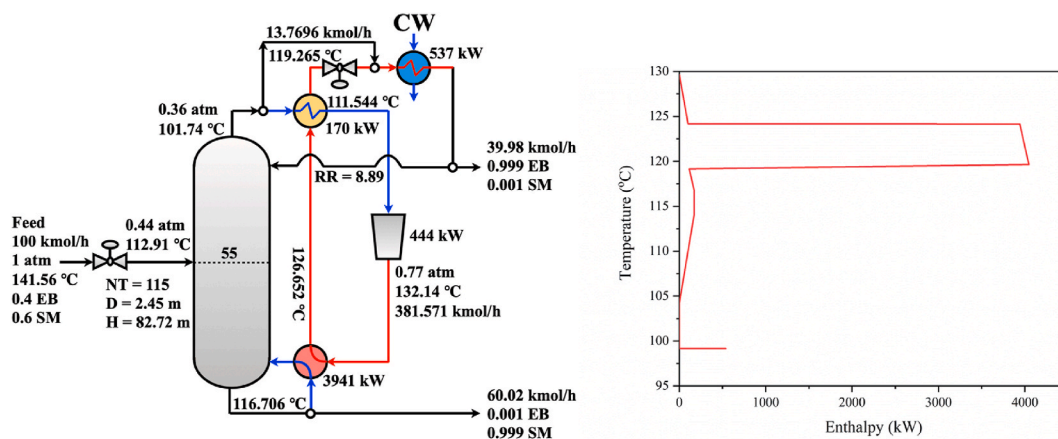 CW
13.7696 kmol/h
119.265 ℃
537 kW
0.36 atm
101.74 ℃
111.544 ℃
170 kW
39.98 kmol/h
0.999 EB
0.001 SM
RR = 8.89
Feed
100 kmol/h
1 atm
141.56 ℃
0.4 EB
0.6 SM
0.44 atm
112.91 ℃
55
NT = 115
D = 2.45 m
H = 82.72 m
126.652 ℃
444 kW
0.77 atm
132.14 ℃
381.571 kmol/h
3941 kW
116.706 ℃
60.02 kmol/h
0.001 EB
0.999 SM
Temperature (°C)
130
125
120
115
110
105
100
95
0 1000 2000 3000 4000
Enthalpy (kW)